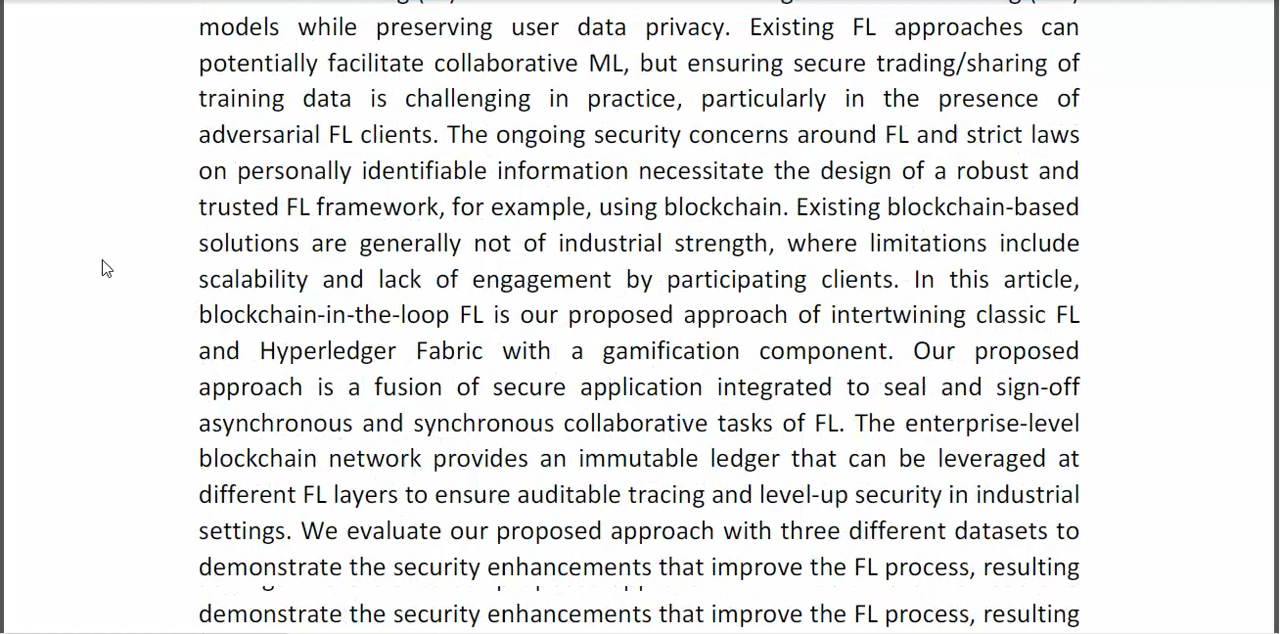 models while preserving user data privacy. Existing FL approaches can
potentially facilitate collaborative ML, but ensuring secure trading/sharing of
training data is challenging in practice, particularly in the presence of
adversarial FL clients. The ongoing security concerns around FL and strict laws
on personally identifiable information necessitate the design of a robust and
trusted FL framework, for example, using blockchain. Existing blockchain-based
solutions are generally not of industrial strength, where limitations include
scalability and lack of engagement by participating clients. In this article,
blockchain-in-the-loop FL is our proposed approach of intertwining classic FL
and Hyperledger Fabric with a gamification component. Our proposed
approach is a fusion of secure application integrated to seal and sign-off
asynchronous and synchronous collaborative tasks of FL. The enterprise-level
blockchain network provides an immutable ledger that can be leveraged at
different FL layers to ensure auditable tracing and level-up security in industrial
settings. We evaluate our proposed approach with three different datasets to
demonstrate the security enhancements that improve the FL process, resulting
demonstrate the security enhancements that improve the FL process, resulting